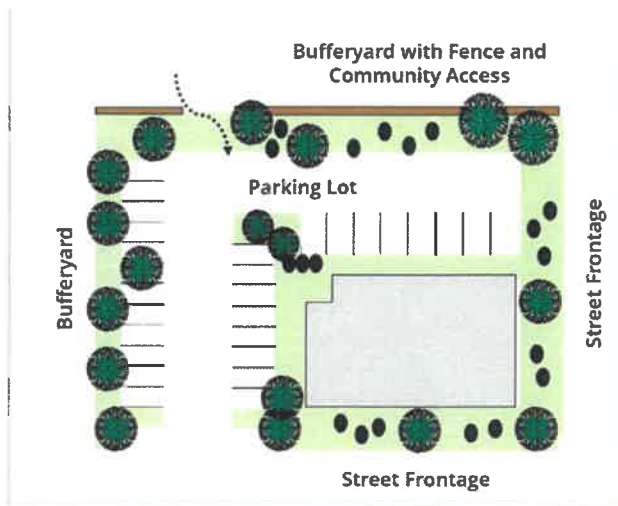 Bufferyard with Fence and
Community Access
Parking Lot
Bufferyard
Street Frontage
Street Frontage